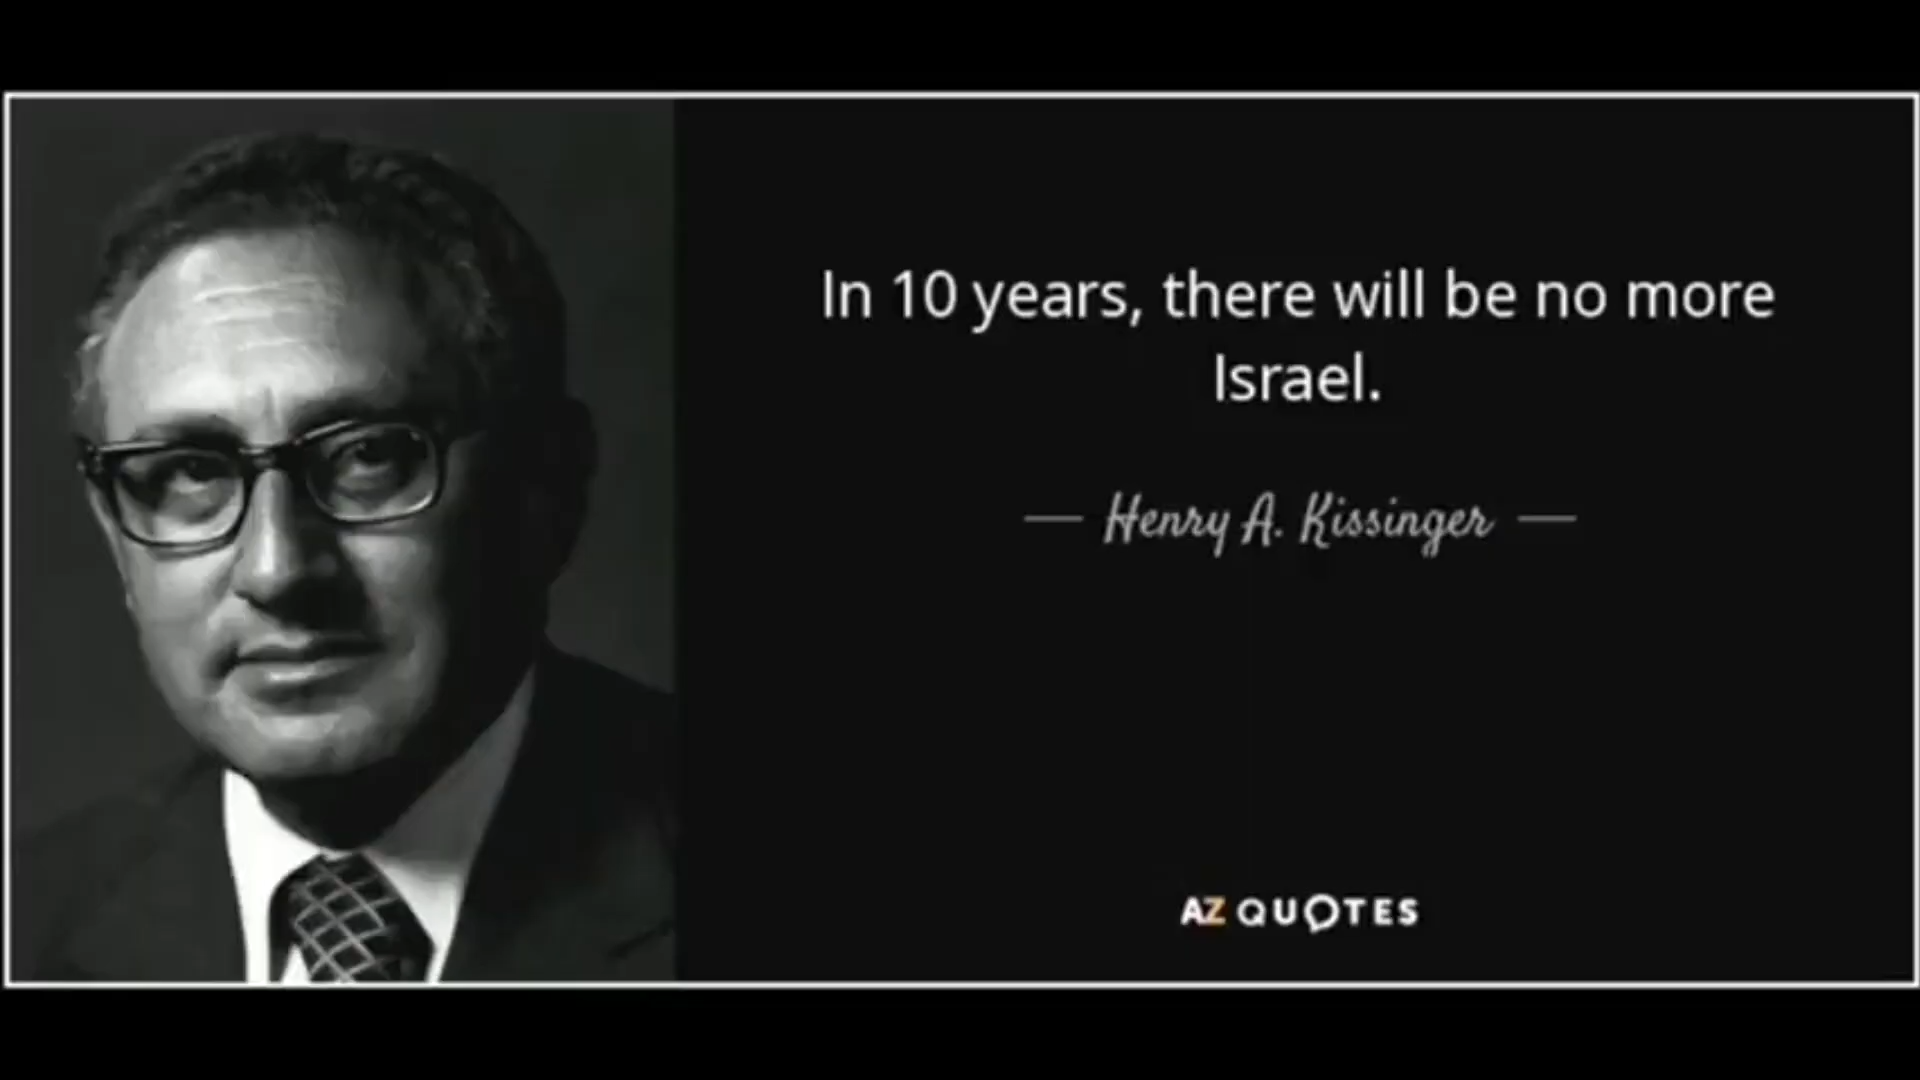 In 10 years, there will be no more
Israel.
— Henry A. Kissinger —
AZ QUOTES